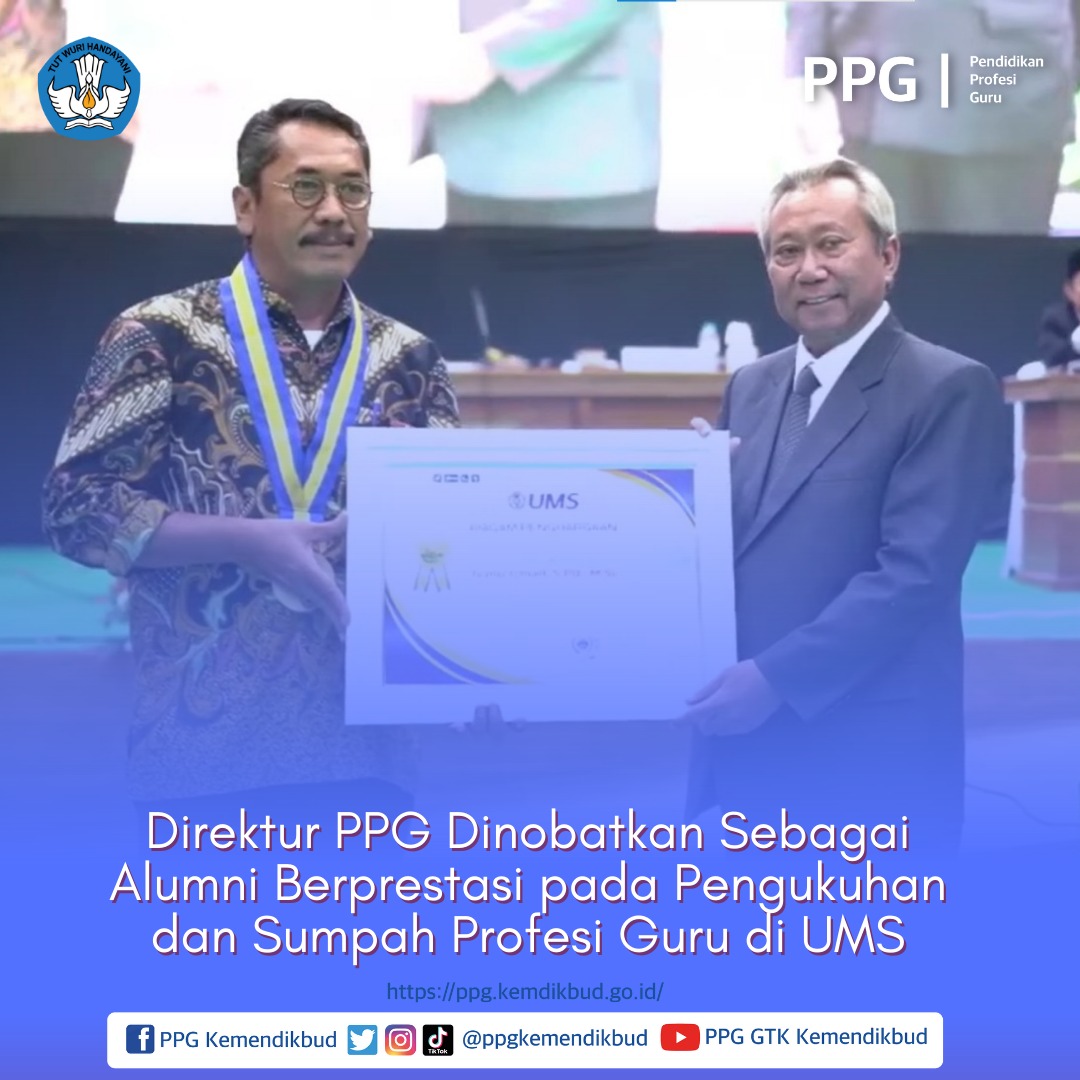 TUT WURI HANDAYANI
PPG
Pendidikan
Profesi
Guru
UMS
Direktur PPG Dinobatkan Sebagai
Alumni Berprestasi pada Pengukuhan
dan Sumpah Profesi Guru di UMS
https://ppg.kemdikbud.go.id/
PPG Kemendikbud TikTok @ppgkemendikbud PPG GTK Kemendikbud